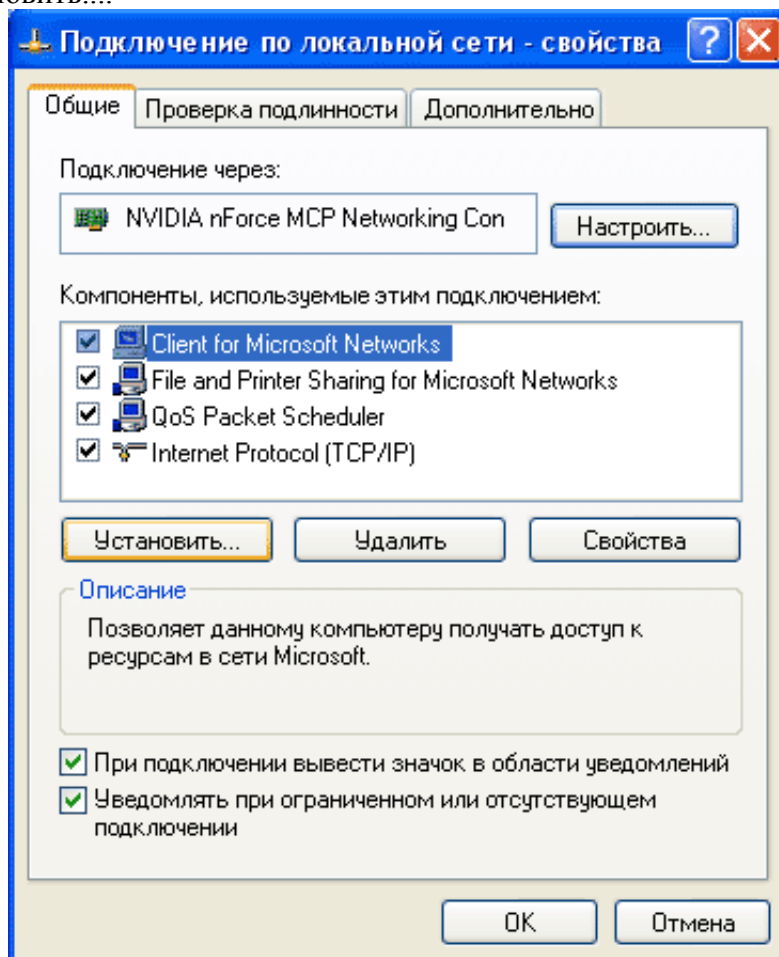 новить....
Подключение по локальной сети - свойства
Общие Проверка подлинности Дополнительно
Подключение через:
NVIDIA nForce MCP Networking Con Настроить...
Компоненты, используемые этим подключением:
Client for Microsoft Networks
File and Printer Sharing for Microsoft Networks
QoS Packet Scheduler
Internet Protocol (TCP/IP)
Установить... Удалить Свойства
Описание
Позволяет данному компьютеру получать доступ к
ресурсам в сети Microsoft.
При подключении вывести значок в области уведомлений
Уведомлять при ограниченном или отсутствующем
подключении
OK Отмена